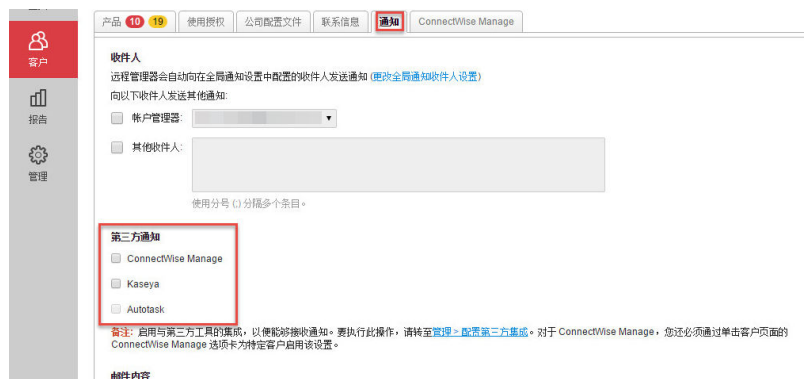 产品 10 19 使用授权 公司配置文件 联系信息 通知 ConnectWise Manage
客户
报告
管理
收件人
远程管理器会自动向在全局通知设置中配置的收件人发送通知 (更改全局通知收件人设置)
向以下收件人发送其他通知:
帐户管理器:
其他收件人:
使用分号 (;) 分隔多个条目。
第三方通知
ConnectWise Manage
Kaseya
Autotask
备注: 启用与第三方工具的集成，以便能够接收通知。要执行此操作，请转至管理 > 配置第三方集成。对于 ConnectWise Manage，您还必须通过单击客户页面的
ConnectWise Manage 选项卡为特定客户启用该设置。
邮件内容